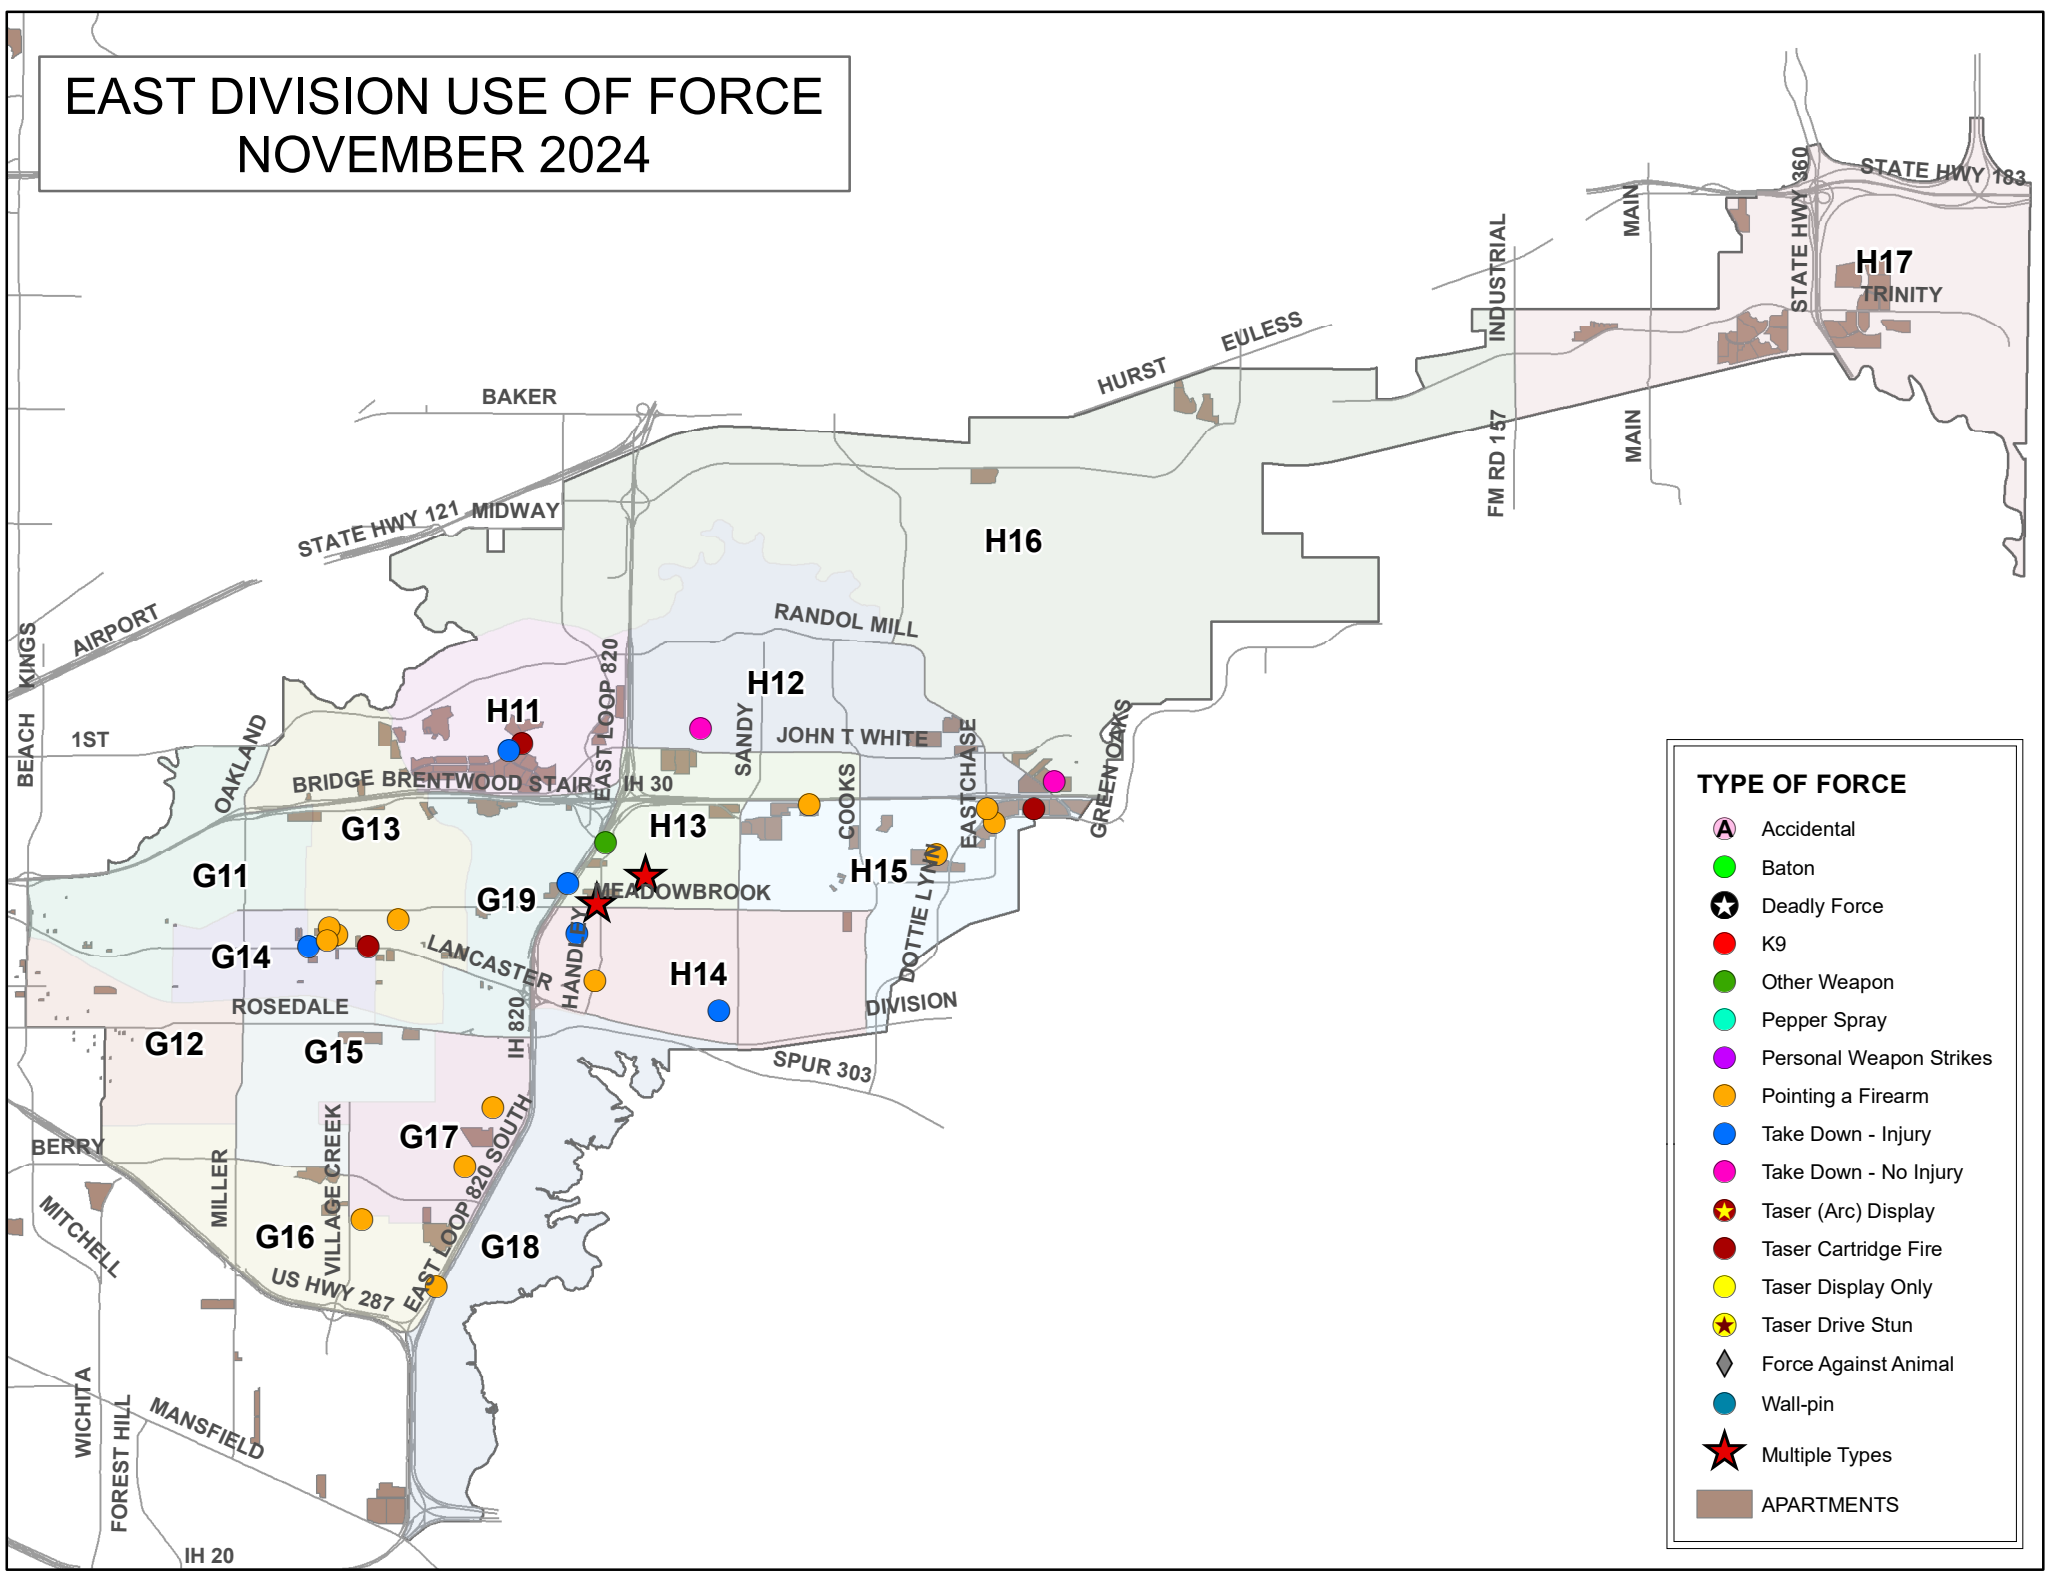 EAST DIVISION USE OF FORCE
NOVEMBER 2024
STATE HWY 183
STATE HWY 360
MAIN
INDUSTRIAL
H17
TRINITY
EULESS
HURST
BAKER
FM RD 157
MAIN
STATE HWY 121
MIDWAY
H16
AIRPORT
RANDOL MILL
KINGS
EAST LOOP 820
H12
H11
GREEN OAKS
OAKLAND
SANDY
JOHN T WHITE
EASTCHASE
1ST
BEACH
BRIDGE
BRENTWOOD STAIR
IH 30
COOKS
G13
H13
G11
H15
MEADOWBROOK
G19
DOTTIE LYNN
G14
LANCASTER
HANDLEY
H14
ROSEDALE
DIVISION
IH 820
G12
G15
SPUR 303
BERRY
G17
VILLAGE CREEK
MILLER
EAST LOOP 820 SOUTH
MITCHELL
G16
G18
US HWY 287
WICHITA
FOREST HILL
MANSFIELD
IH 20
TYPE OF FORCE
A
Accidental
Baton
Deadly Force
K9
Other Weapon
Pepper Spray
Personal Weapon Strikes
Pointing a Firearm
Take Down - Injury
Take Down - No Injury
Taser (Arc) Display
Taser Cartridge Fire
Taser Display Only
Taser Drive Stun
Force Against Animal
Wall-pin
Multiple Types
APARTMENTS